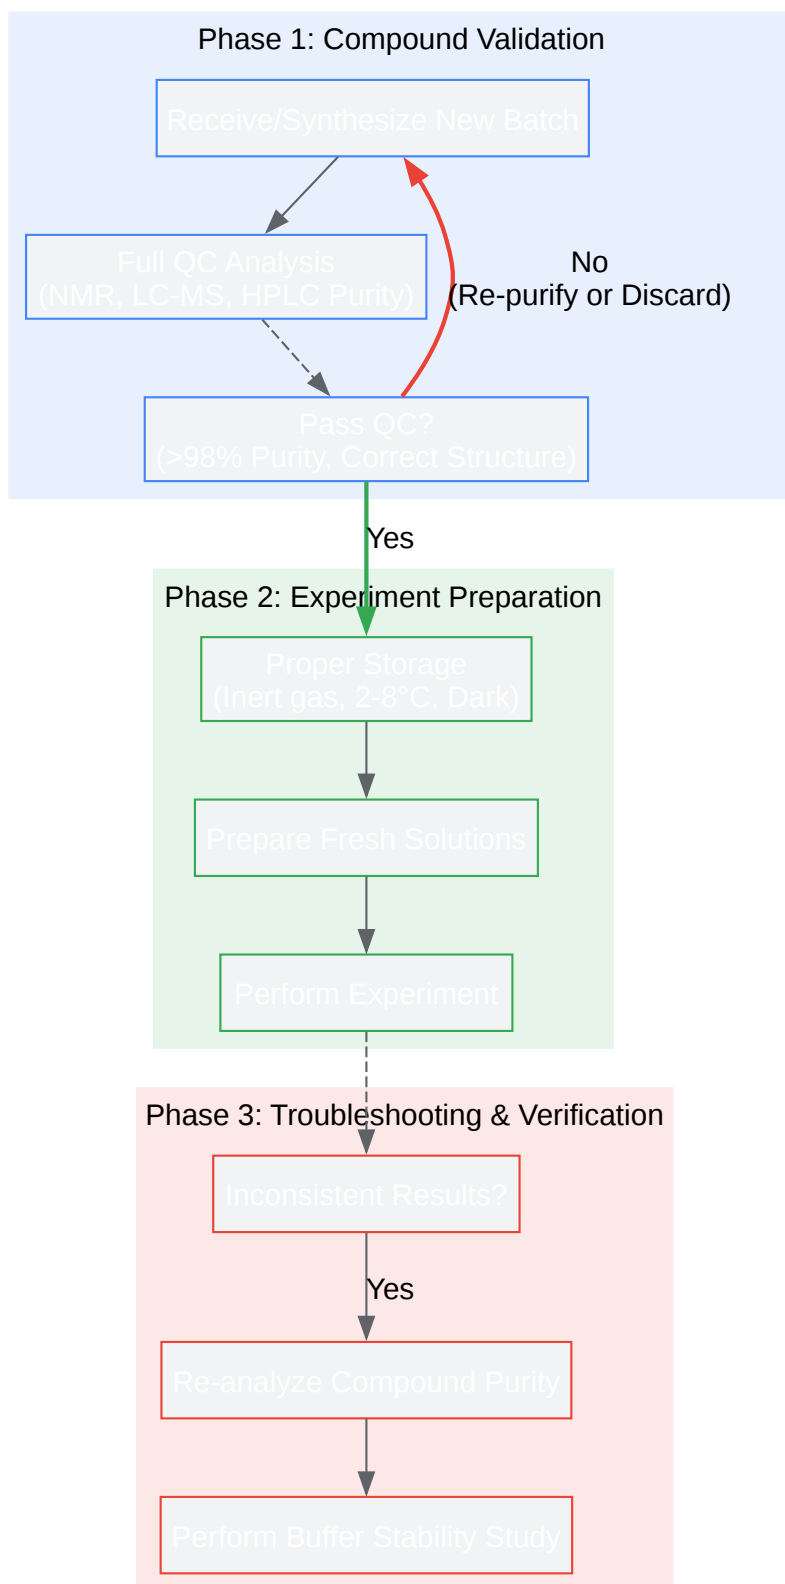 Phase 1: Compound Validation
Receive/Synthesize New Batch
Full QC Analysis
(NMR, LC-MS, HPLC Purity)
No
(Re-purify or Discard)
Pass QC?
(>98% Purity, Correct Structure)
Yes
Phase 2: Experiment Preparation
Proper Storage
(Inert gas, 2-8°C, Dark)
Prepare Fresh Solutions
Perform Experiment
Phase 3: Troubleshooting & Verification
Inconsistent Results?
Yes
Re-analyze Compound Purity
Perform Buffer Stability Study